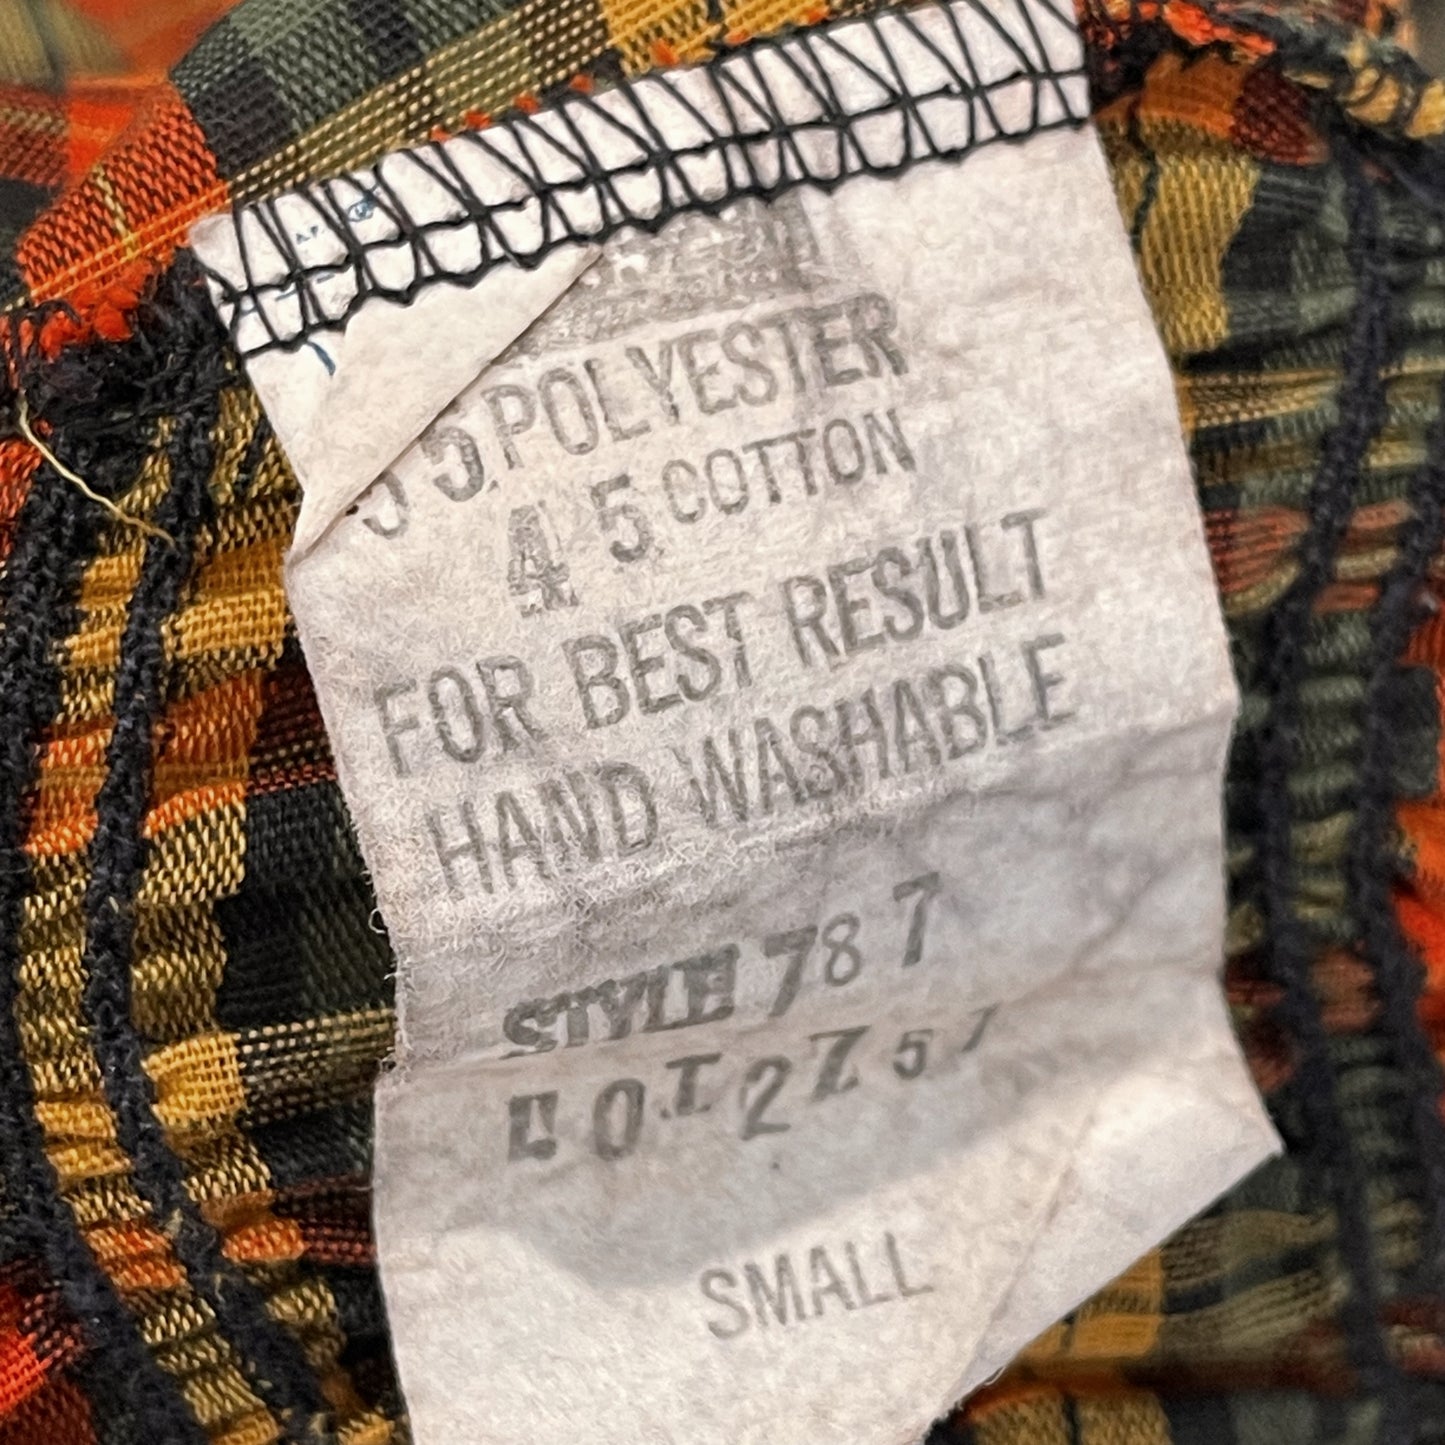 55 POLYESTER
45 COTTON
FOR BEST RESULT
HAND WASHABLE
STYLE 787
SMALL